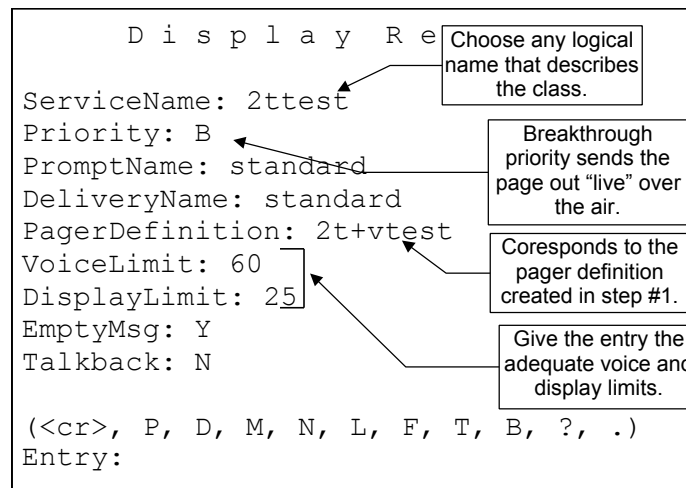 D i s p l a y R e
ServiceName: 2ttest
Priority: B
PromptName: standard
DeliveryName: standard
PagerDefinition: 2t+vtest
VoiceLimit: 60
DisplayLimit: 25
EmptyMsg: Y
Talkback: N
(<cr>, P, D, M, N, L, F, T, B, ?, .)
Entry:
Choose any logical
name that describes
the class.
Breakthrough
priority sends the
page out “live” over
the air.
Coresponds to the
pager definition
created in step #1.
Give the entry the
adequate voice and
display limits.